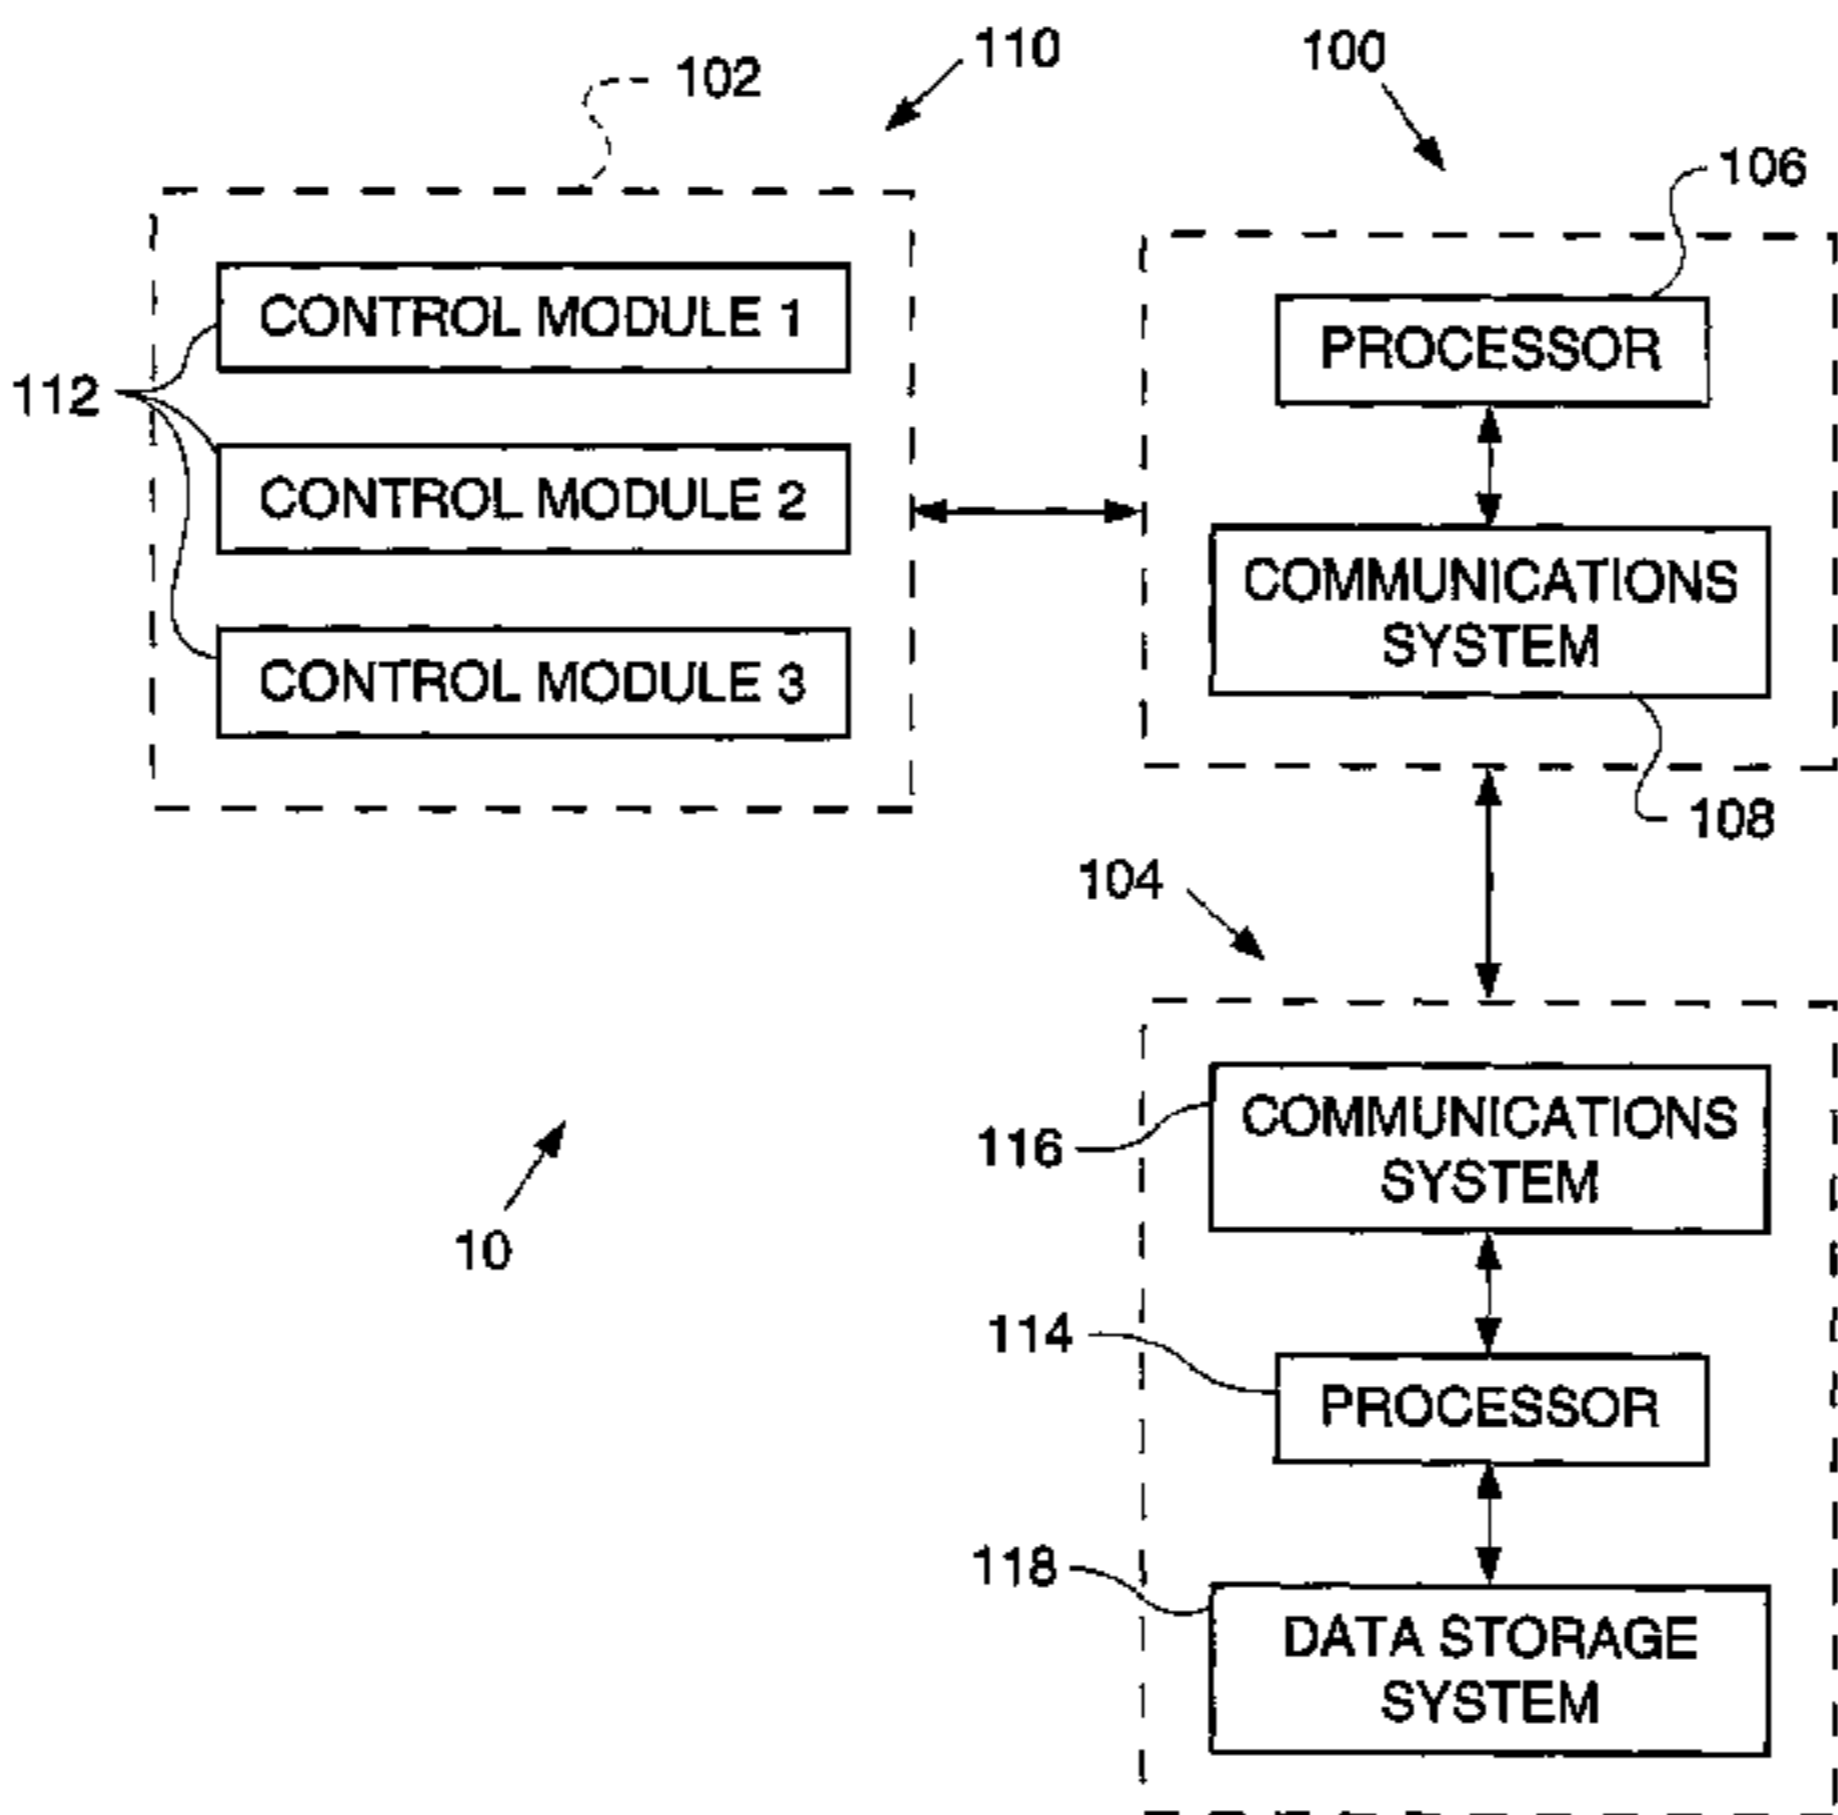 110
100
102
106
CONTROL MODULE 1
PROCESSOR
112
CONTROL MODULE 2
COMMUNICATIONS
SYSTEM
CONTROL MODULE 3
108
104
COMMUNICATIONS
SYSTEM
116
10
114
PROCESSOR
118
DATA STORAGE
SYSTEM